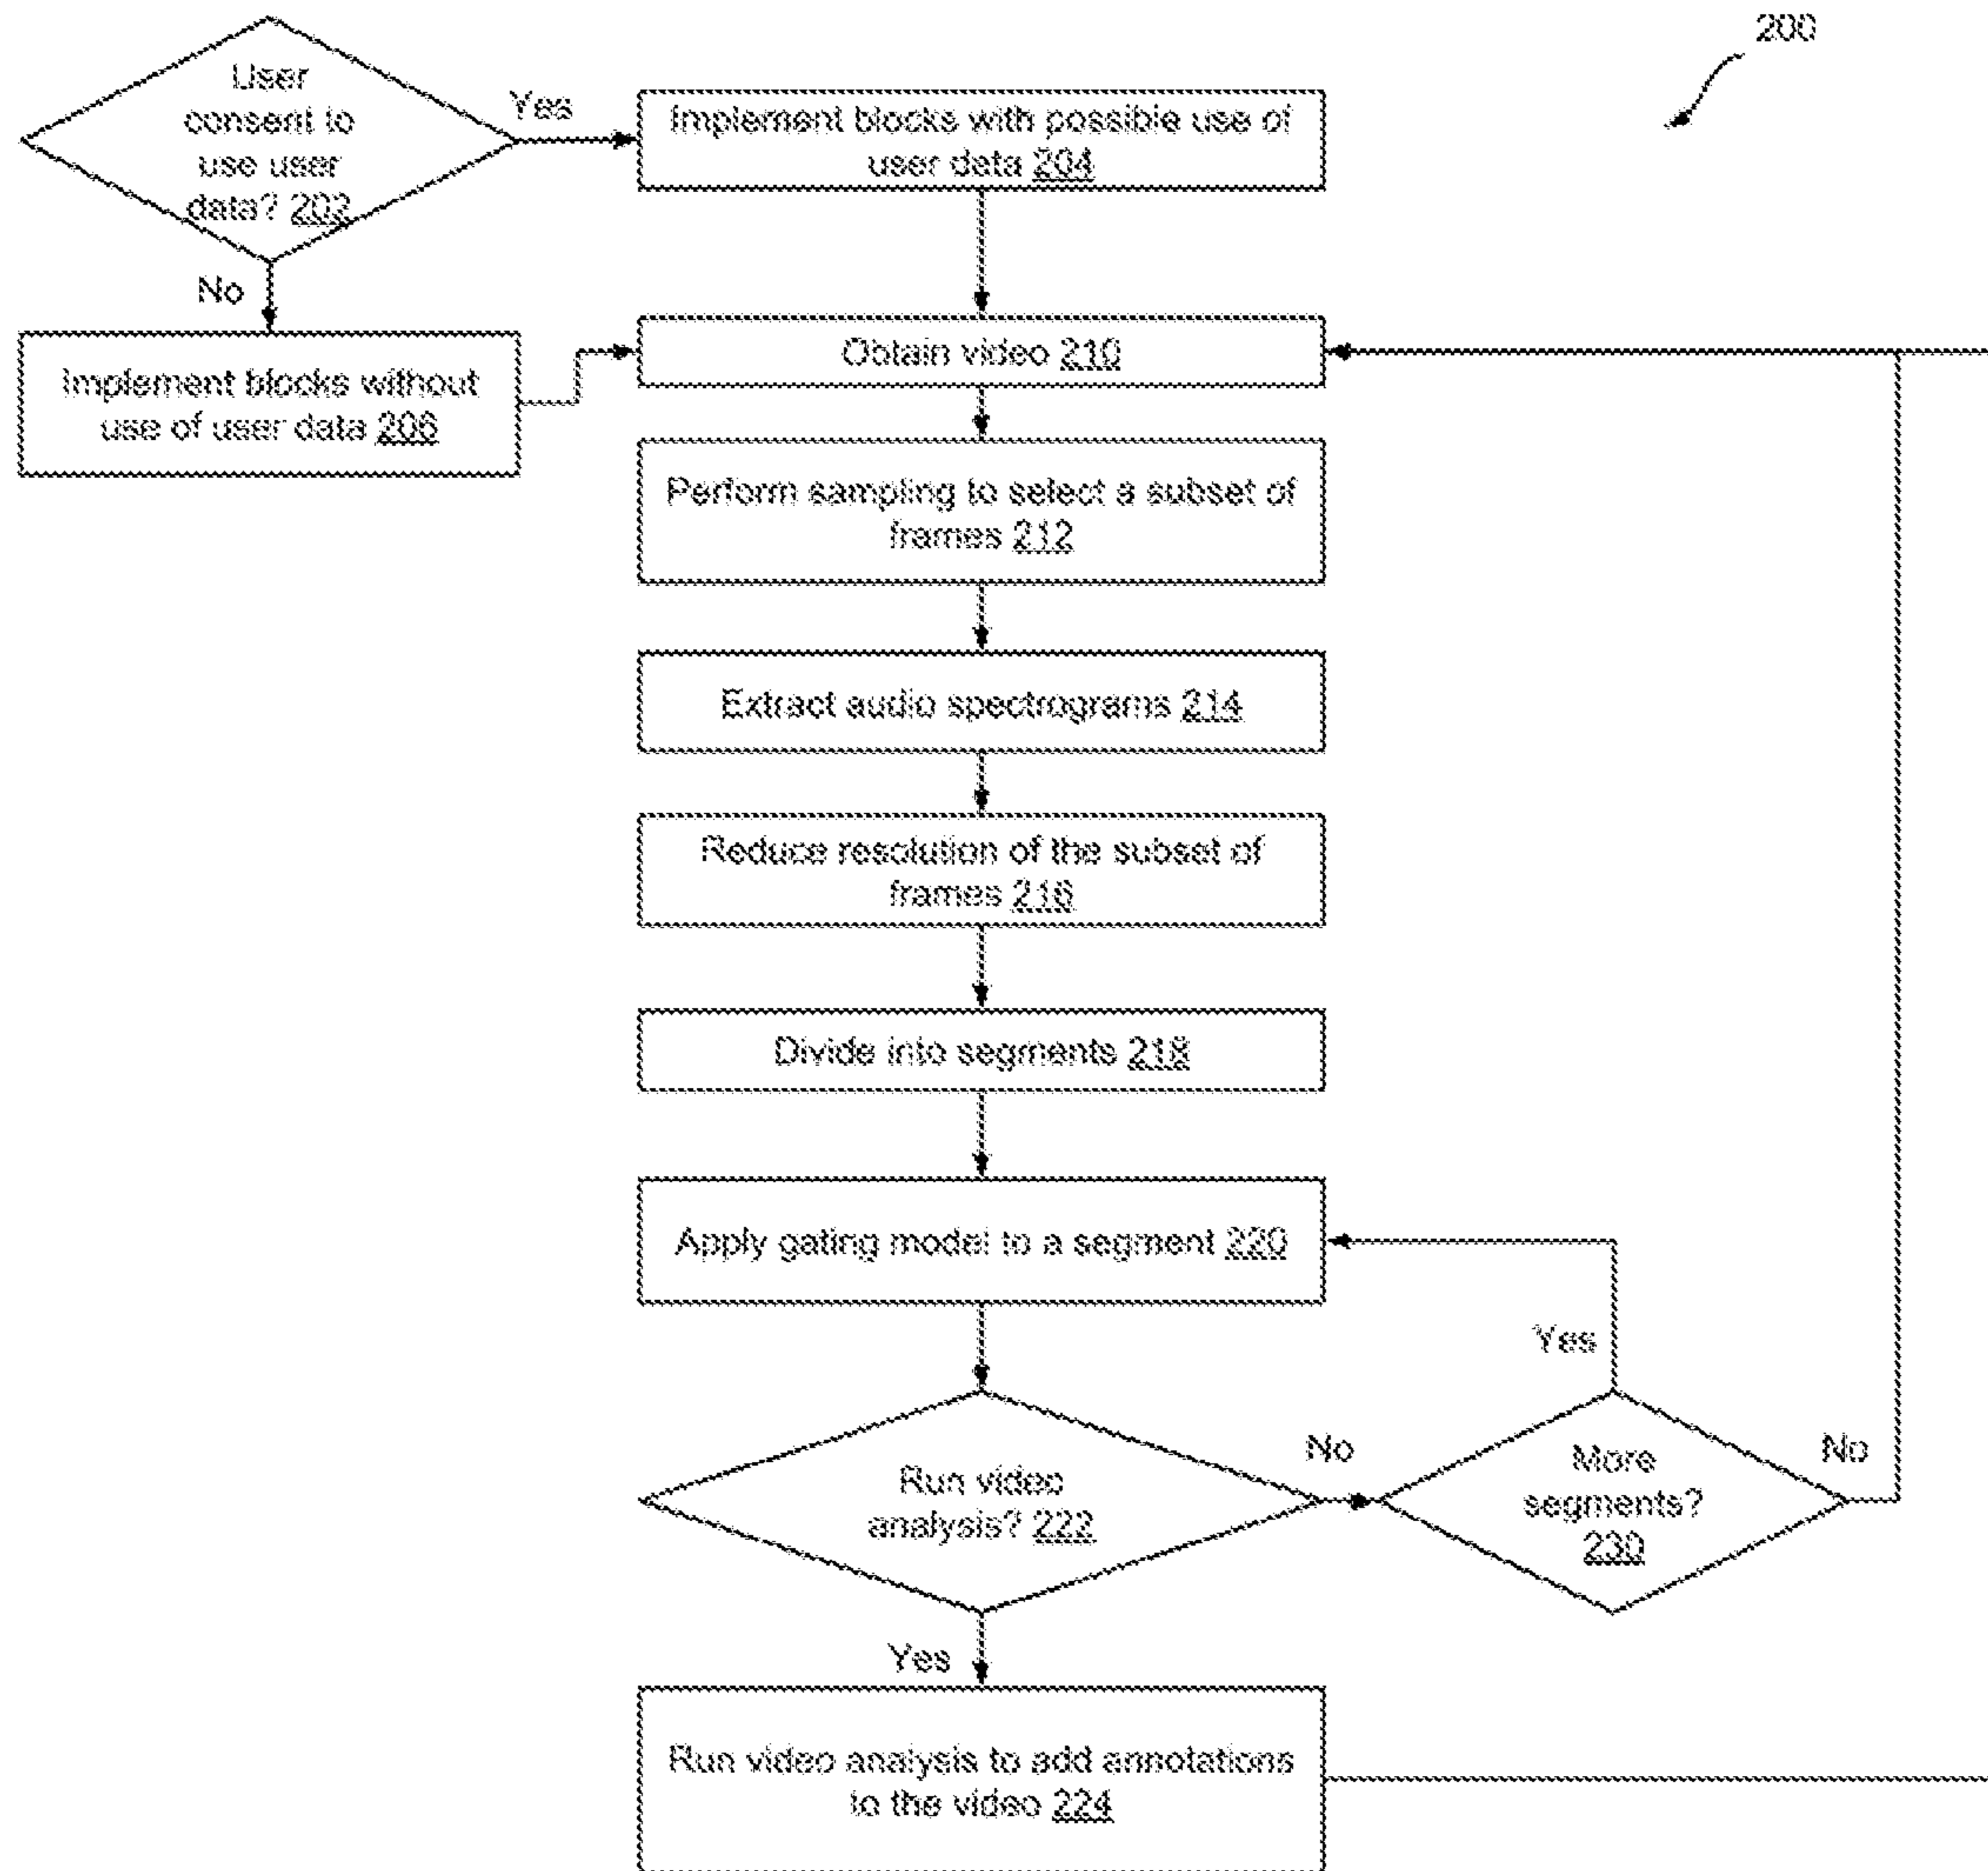 200
User
consent to
use user
data? 202
Yes
Implement blocks with possible use of
user data 204
No
Implement blocks without
use of user data 206
Obtain video 210
Perform sampling to select a subset of
frames 212
Extract audio spectrograms 214
Reduce resolution of the subset of
frames 216
Divide into segments 218
Apply gating model to a segment 220
Yes
Run video
analysis? 222
No
More
segments?
230
No
Yes
Run video analysis to add annotations
to the video 224